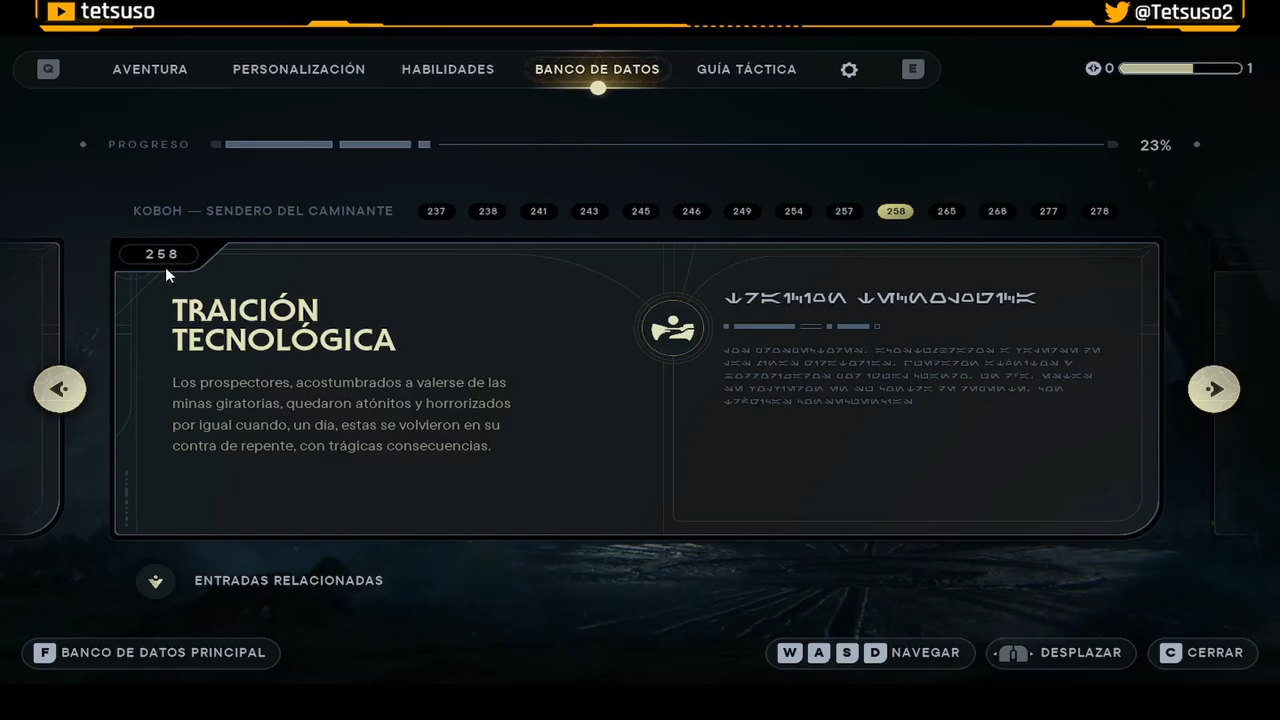 tetsuso
@Tetsuso2
Q AVENTURA PERSONALIZACIÓN HABILIDADES BANCO DE DATOS GUÍA TÁCTICA E 0 1
PROGRESO 23%
KOBOH — SENDERO DEL CAMINANTE 237 238 241 243 245 246 249 254 257 258 265 268 277 278
258
TRAICIÓN
TECNOLÓGICA
Los prospectores, acostumbrados a valerse de las
minas giratorias, quedaron atónitos y horrorizados
por igual cuando, un día, estas se volvieron en su
contra de repente, con trágicas consecuencias.
ENTRADAS RELACIONADAS
F BANCO DE DATOS PRINCIPAL
W A S D NAVEGAR
DESPLAZAR
C CERRAR